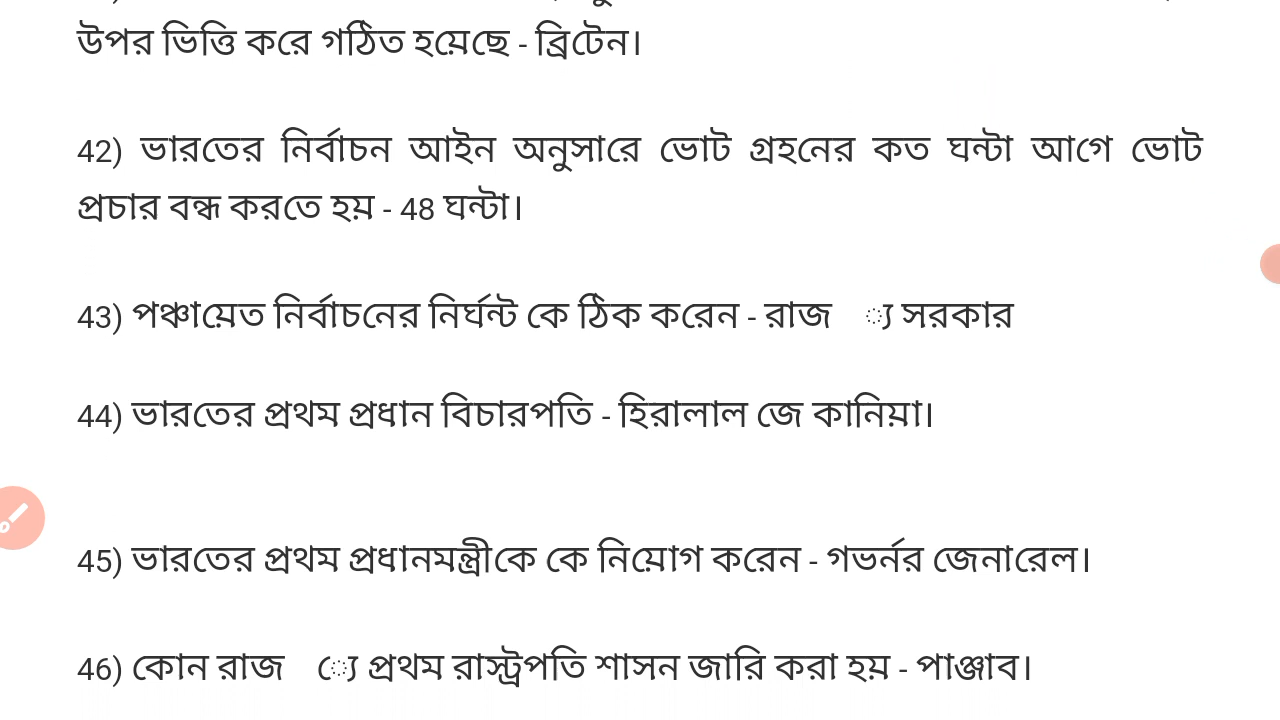 উপর ভিত্তি করে গঠিত হয়েছে - ব্রিটেন।
42) ভারতের নির্বাচন আইন অনুসারে ভোট গ্রহনের কত ঘন্টা আগে ভোট
প্রচার বন্ধ করতে হয় - 48 ঘন্টা।
43) পঞ্চায়েত নির্বাচনের নির্ঘন্ট কে ঠিক করেন - রাজ ্য সরকার
44) ভারতের প্রথম প্রধান বিচারপতি - হিরালাল জে কানিয়া।
45) ভারতের প্রথম প্রধানমন্ত্রীকে কে নিয়োগ করেন - গভর্নর জেনারেল।
46) কোন রাজ ্যে প্রথম রাস্ট্রপতি শাসন জারি করা হয় - পাঞ্জাব।